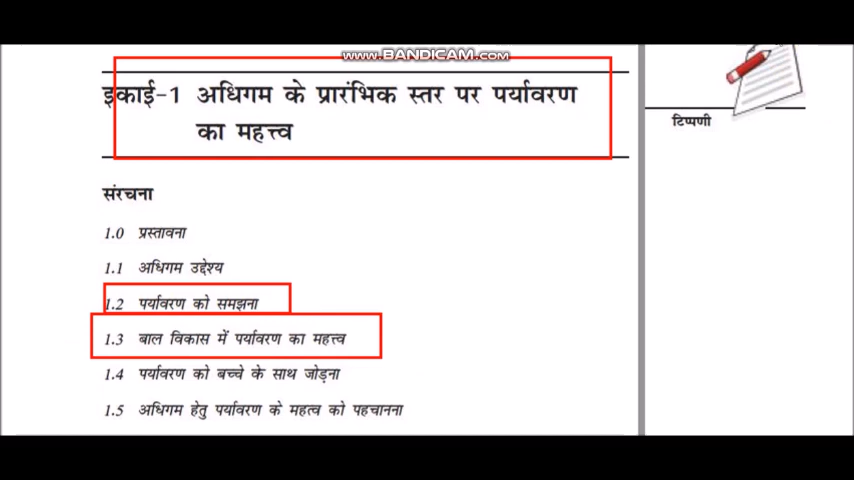 www.BANDICAM.com
इकाई-1 अधिगम के प्रारंभिक स्तर पर पर्यावरण
का महत्त्व
टिप्पणी
संरचना
1.0 प्रस्तावना
1.1 अधिगम उद्देश्य
1.2 पर्यावरण को समझना
1.3 बाल विकास में पर्यावरण का महत्त्व
1.4 पर्यावरण को बच्चे के साथ जोड़ना
1.5 अधिगम हेतु पर्यावरण के महत्व को पहचानना